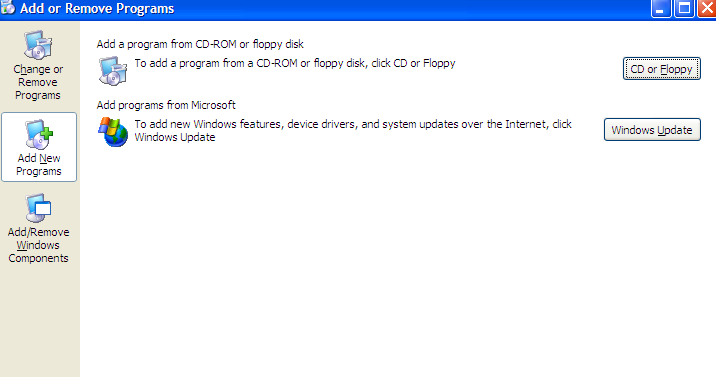 Add or Remove Programs
Change or
Remove
Programs
Add New
Programs
Add/Remove
Windows
Components
Add a program from CD-ROM or floppy disk
To add a program from a CD-ROM or floppy disk, click CD or Floppy
CD or Floppy
Add programs from Microsoft
To add new Windows features, device drivers, and system updates over the Internet, click
Windows Update
Windows Update